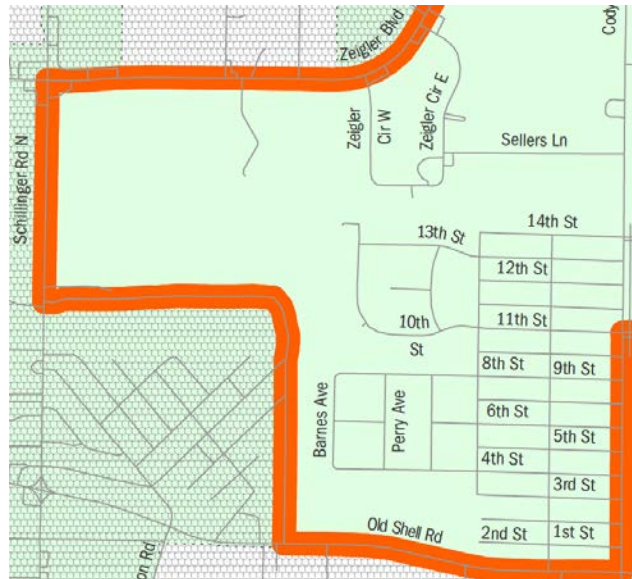 Zeigler Blvd
Cody
Zeigler
Cir W
Zeigler Cir E
Sellers Ln
Schillinger Rd N
14th St
13th St
12th St
10th
St
11th St
8th St
9th St
Barnes Ave
Perry Ave
6th St
5th St
4th St
3rd St
Old Shell Rd
2nd St
1st St
on Rd